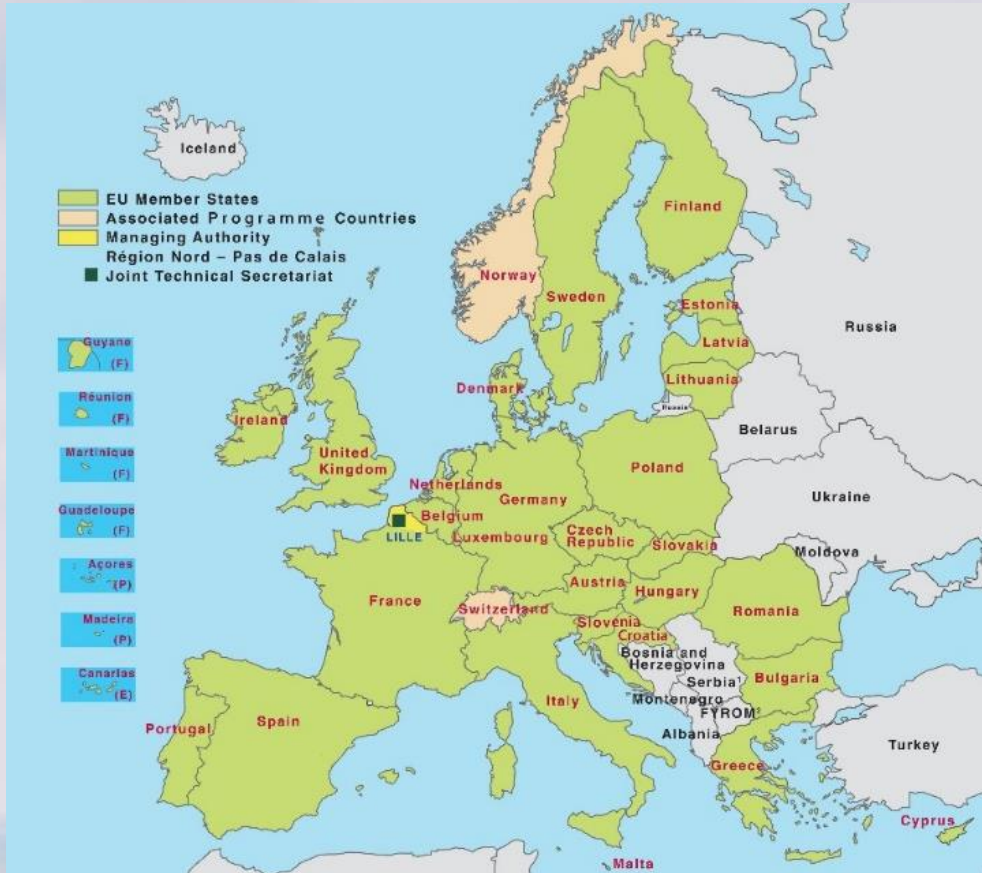 Iceland
EU Member States
Associated Programme Countries
Managing Authority
Région Nord – Pas de Calais
Joint Technical Secretariat
Finland
Norway
Sweden
Estonia
Russia
Latvia
Lithuania
Russia
Denmark
Belarus
Guyane
(F)
Réunion
(F)
Martinique
(F)
Guadeloupe
(F)
Açores
(P)
Madeira
(P)
Canarias
(E)
Ireland
United
Kingdom
Netherlands
Poland
Germany
Ukraine
Belgium
LILLE
Luxembourg
Czech
Republic
Slovakia
Moldova
Austria
Hungary
France
Switzerland
Romania
Slovenia
Croatia
Bosnia and
Herzegovina
Serbia¹
Bulgaria
Montenegro
Italy
FYROM²
Portugal
Spain
Albania
Turkey
Greece
Cyprus
Malta